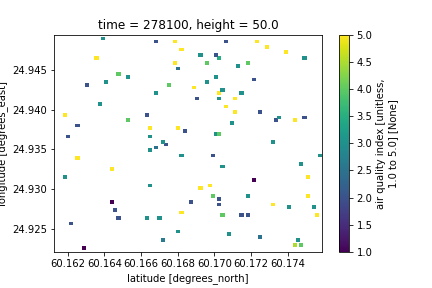 time = 278100, height = 50.0
24.945
24.940
24.935
24.930
24.925
longitude [degrees_east]
60.162 60.164 60.166 60.168 60.170 60.172 60.174
latitude [degrees_north]
5.0
4.5
4.0
3.5
3.0
2.5
2.0
1.5
1.0
air quality index [unitless,
1.0 to 5.0] [None]